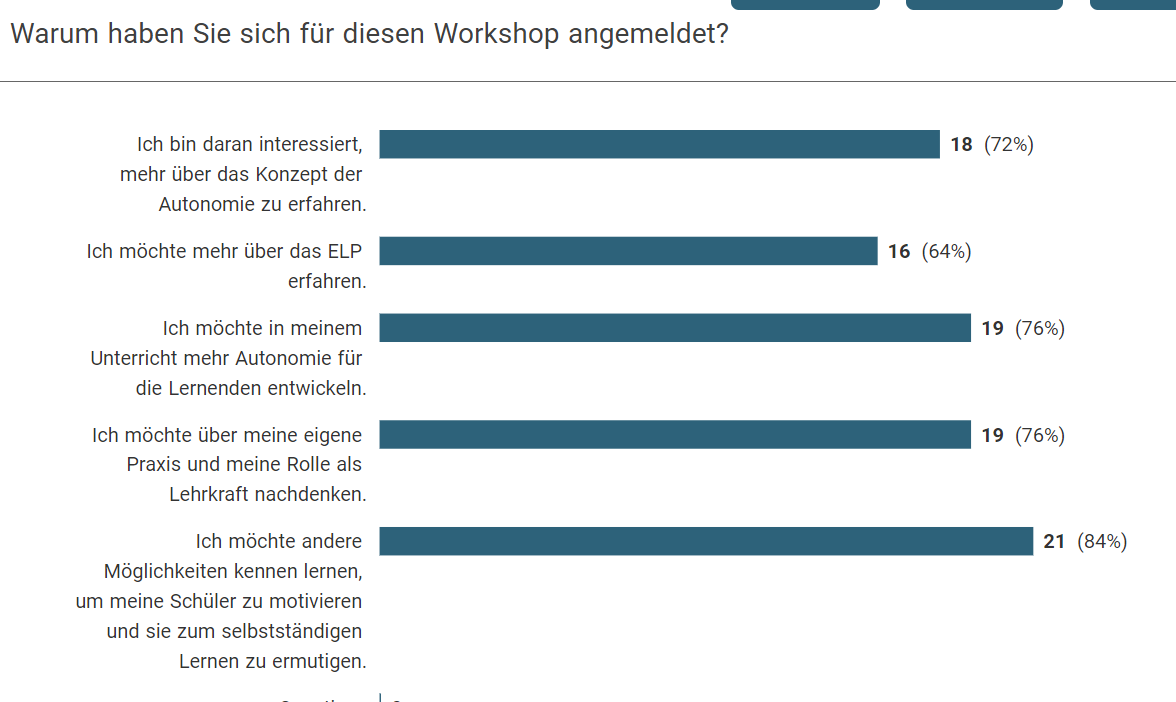 Warum haben Sie sich für diesen Workshop angemeldet?
Ich bin daran interessiert,
mehr über das Konzept der
Autonomie zu erfahren.
18 (72%)
Ich möchte mehr über das ELP
erfahren.
16 (64%)
Ich möchte in meinem
Unterricht mehr Autonomie für
die Lernenden entwickeln.
19 (76%)
Ich möchte über meine eigene
Praxis und meine Rolle als
Lehrkraft nachdenken.
19 (76%)
Ich möchte andere
Möglichkeiten kennen lernen,
um meine Schüler zu motivieren
und sie zum selbstständigen
Lernen zu ermutigen.
21 (84%)